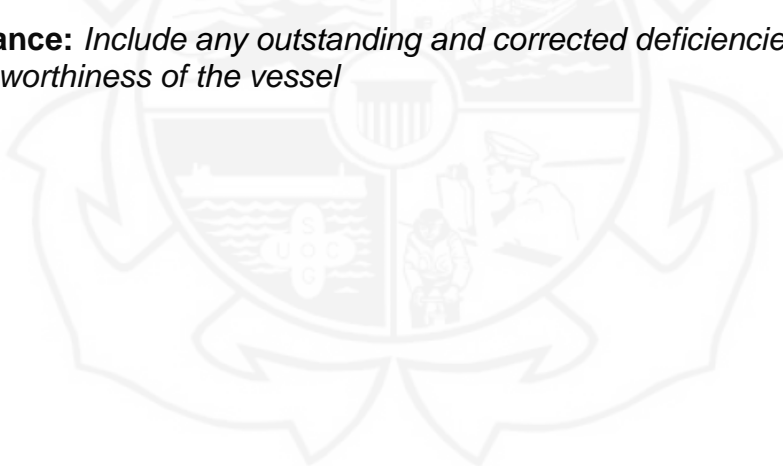 ance: Include any outstanding and corrected deficiencie
worthiness of the vessel
S
U O C
G